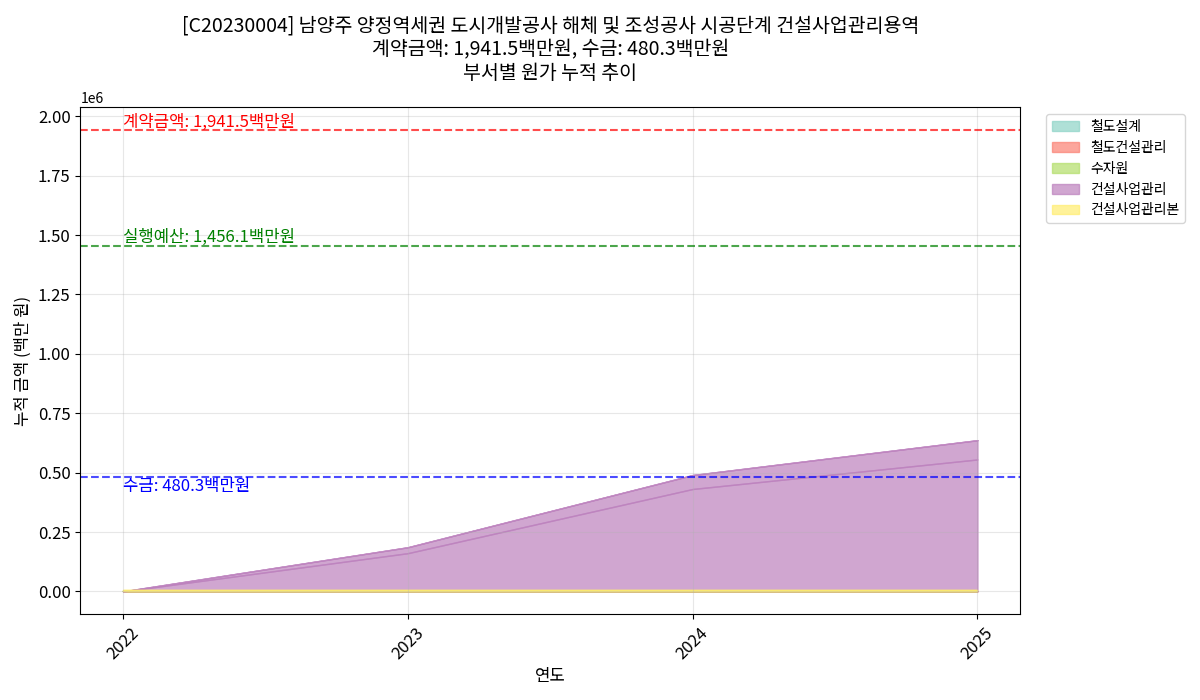 [C20230004] 남양주 양정역세권 도시개발공사 해체 및 조성공사 시공단계 건설사업관리용역
계약금액: 1,941.5백만원, 수금: 480.3백만원
부서별 원가 누적 추이
1e6
2.00
1.75
1.50
1.25
1.00
0.75
0.50
0.25
0.00
누적 금액 (백만 원)
계약금액: 1,941.5백만원
실행예산: 1,456.1백만원
수금: 480.3백만원
2022
2023
2024
2025
연도
철도설계
철도건설관리
수자원
건설사업관리
건설사업관리본